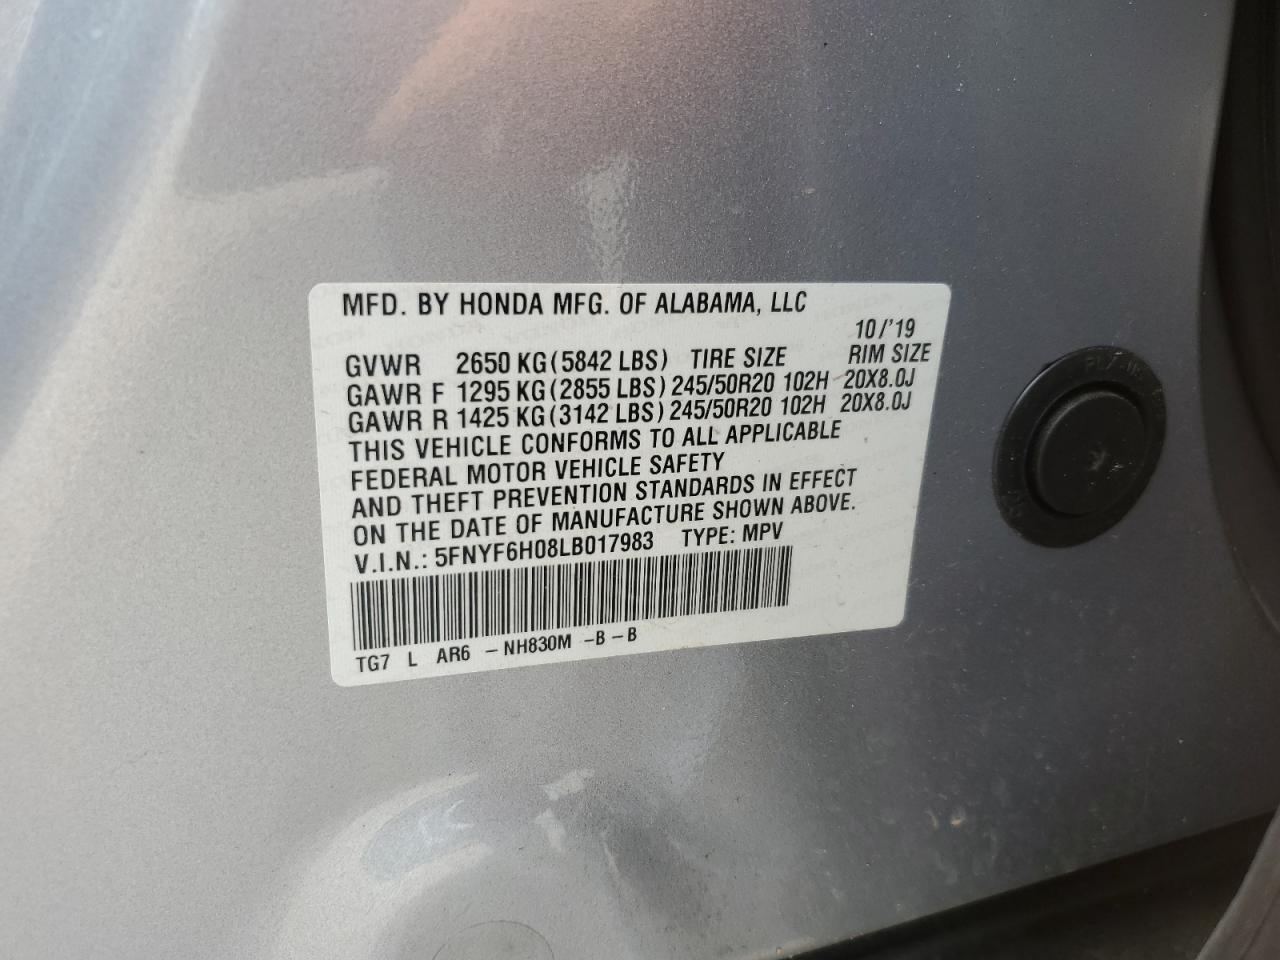 MFD. BY HONDA MFG. OF ALABAMA, LLC
10/'19
GVWR 2650 KG(5842 LBS) TIRE SIZE RIM SIZE
GAWR F 1295 KG(2855 LBS) 245/50R20 102H 20X8.0J
GAWR R 1425 KG(3142 LBS) 245/50R20 102H 20X8.0J
THIS VEHICLE CONFORMS TO ALL APPLICABLE
FEDERAL MOTOR VEHICLE SAFETY
AND THEFT PREVENTION STANDARDS IN EFFECT
ON THE DATE OF MANUFACTURE SHOWN ABOVE.
V.I.N.: 5FNYF6H08LB017983 TYPE: MPV
TG7 L AR6 -NH830M -B-B